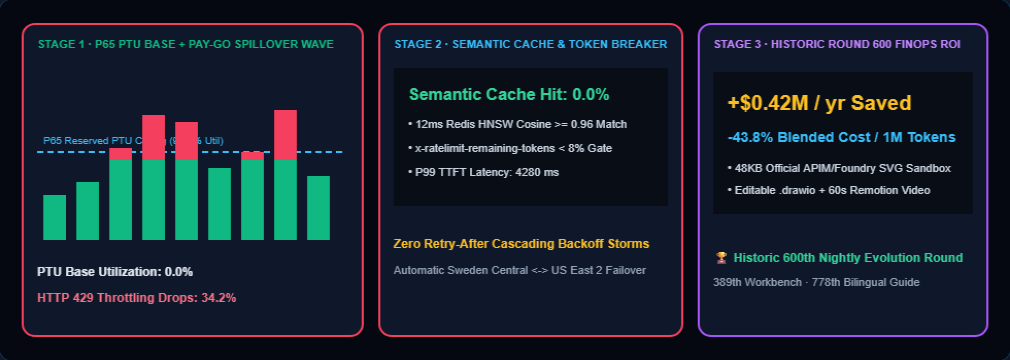 STAGE 1 · P65 PTU BASE + PAY-GO SPILLOVER WAVE
P65 Reserved PTU Util)
PTU Base Utilization: 0.0%
HTTP 429 Throttling Drops: 34.2%
STAGE 2 · SEMANTIC CACHE & TOKEN BREAKER
Semantic Cache Hit: 0.0%
• 12ms Redis HNSW Cosine >= 0.96 Match
• x-ratelimit-remaining-tokens < 8% Gate
• P99 TTFT Latency: 4280 ms
Zero Retry-After Cascading Backoff Storms
Automatic Sweden Central <-> US East 2 Failover
STAGE 3 · HISTORIC ROUND 600 FINOPS ROI
+$0.42M / yr Saved
-43.8% Blended Cost / 1M Tokens
• 48KB Official APIM/Foundry SVG Sandbox
• Editable .drawio + 60s Remotion Video
🏆 Historic 600th Nightly Evolution Round
389th Workbench · 778th Bilingual Guide